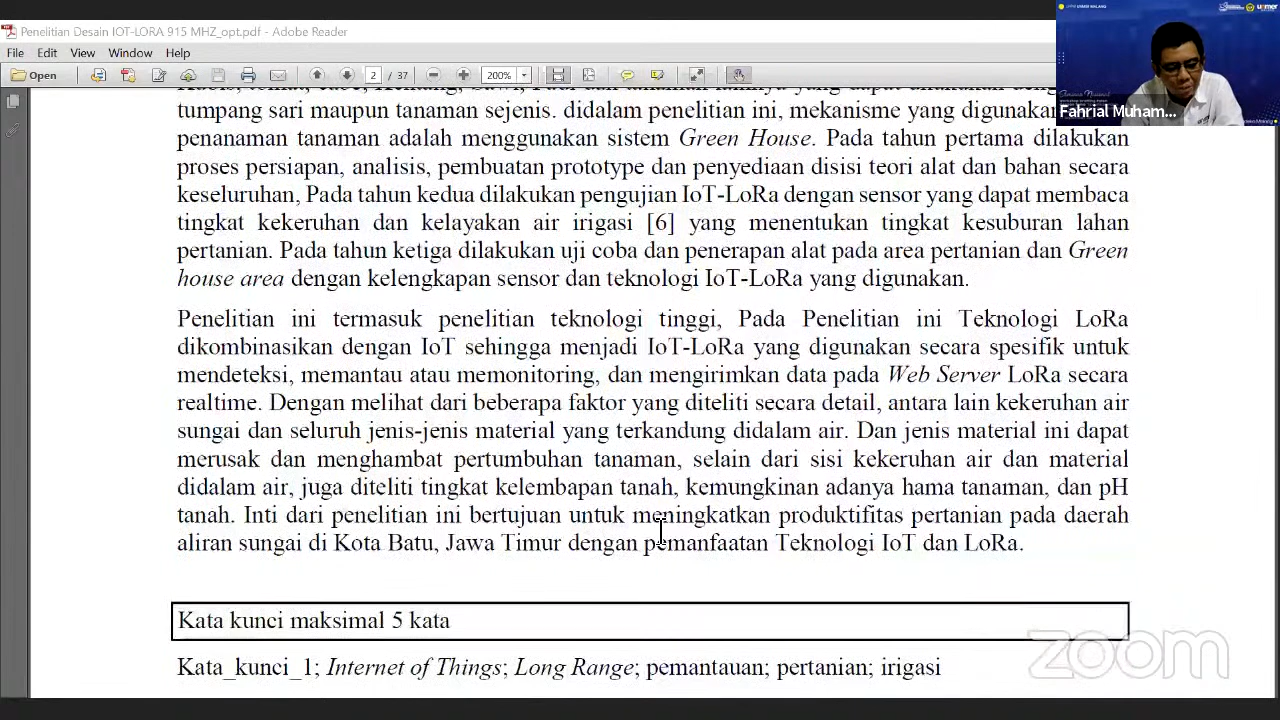 Penelitian Desain IOT-LORA 915 MHZ_opt.pdf - Adobe Reader
File Edit View Window Help
Open 2 / 37 200%
UNMER MALANG
unmer
Fahrial Muham...
tumpang sari maupun tanaman sejenis. didalam penelitian ini, mekanisme yang digunakan
penanaman tanaman adalah menggunakan sistem Green House. Pada tahun pertama dilakukan
proses persiapan, analisis, pembuatan prototype dan penyediaan disisi teori alat dan bahan secara
keseluruhan, Pada tahun kedua dilakukan pengujian IoT-LoRa dengan sensor yang dapat membaca
tingkat kekeruhan dan kelayakan air irigasi [6] yang menentukan tingkat kesuburan lahan
pertanian. Pada tahun ketiga dilakukan uji coba dan penerapan alat pada area pertanian dan Green
house area dengan kelengkapan sensor dan teknologi IoT-LoRa yang digunakan.
Penelitian ini termasuk penelitian teknologi tinggi, Pada Penelitian ini Teknologi LoRa
dikombinasikan dengan IoT sehingga menjadi IoT-LoRa yang digunakan secara spesifik untuk
mendeteksi, memantau atau memonitoring, dan mengirimkan data pada Web Server LoRa secara
realtime. Dengan melihat dari beberapa faktor yang diteliti secara detail, antara lain kekeruhan air
sungai dan seluruh jenis-jenis material yang terkandung didalam air. Dan jenis material ini dapat
merusak dan menghambat pertumbuhan tanaman, selain dari sisi kekeruhan air dan material
didalam air, juga diteliti tingkat kelembapan tanah, kemungkinan adanya hama tanaman, dan pH
tanah. Inti dari penelitian ini bertujuan untuk meningkatkan produktifitas pertanian pada daerah
aliran sungai di Kota Batu, Jawa Timur dengan pemanfaatan Teknologi IoT dan LoRa.
Kata kunci maksimal 5 kata
Kata_kunci_1; Internet of Things; Long Range; pemantauan; pertanian; irigasi
zoom